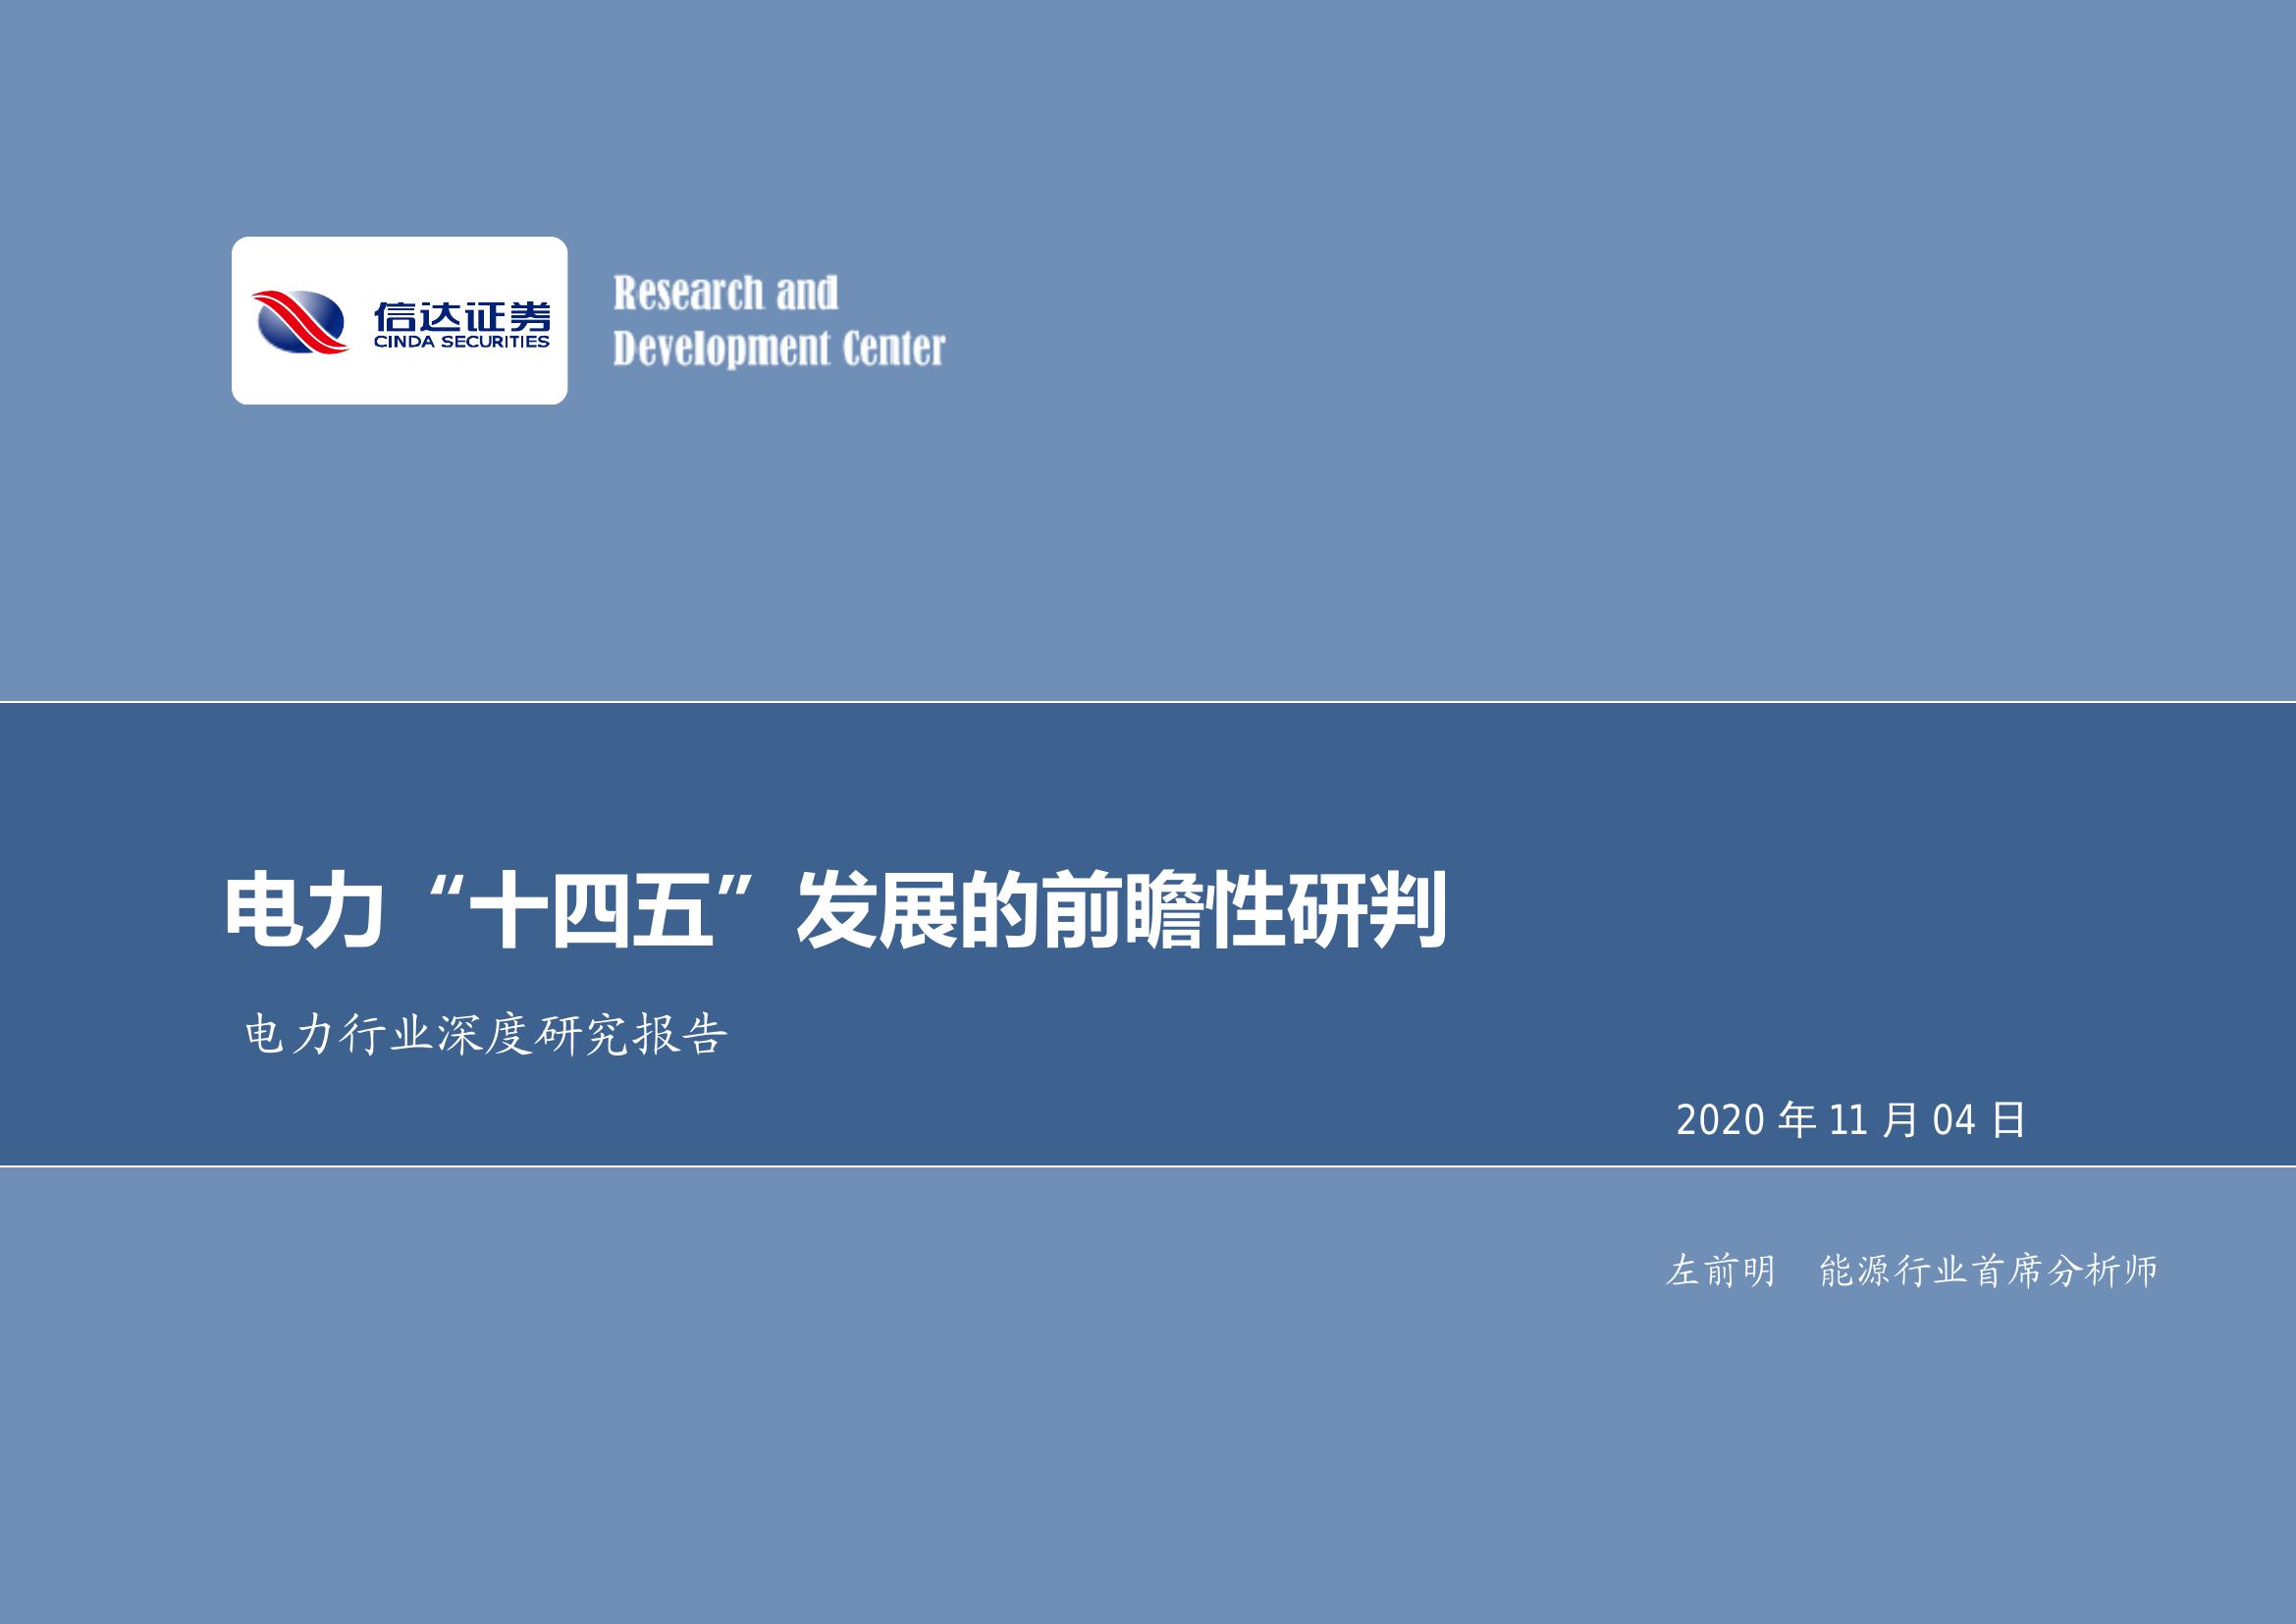 信达证券
CINDA SECURITIES
Research and
Development Center
电力“十四五”发展的前瞻性研判
电力行业深度研究报告
2020 年 11 月 04 日
左前明 能源行业首席分析师